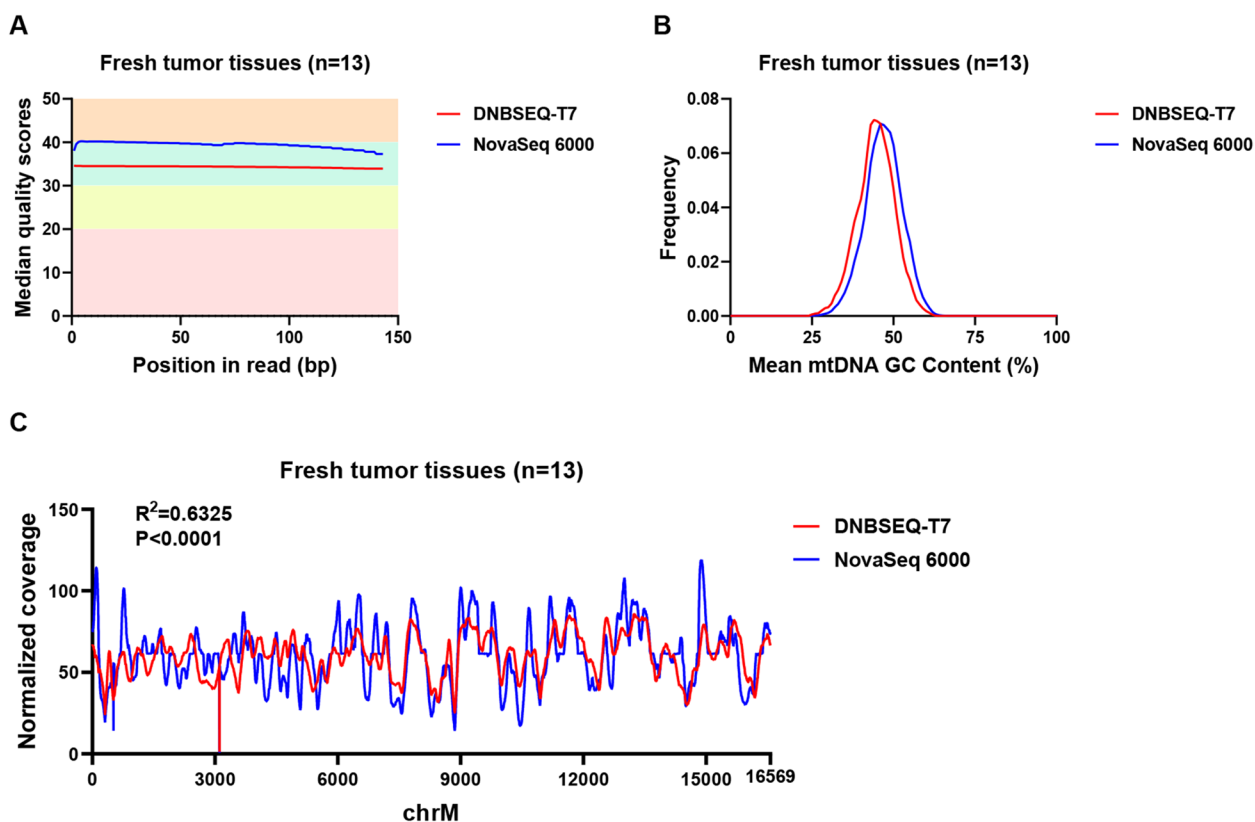 A
Fresh tumor tissues (n=13)
Median quality scores
50
40
30
20
10
0
0
50
100
150
Position in read (bp)
DNBSEQ-T7
NovaSeq 6000
B
Fresh tumor tissues (n=13)
Frequency
0.08
0.06
0.04
0.02
0.00
0
25
50
75
100
Mean mtDNA GC Content (%)
DNBSEQ-T7
NovaSeq 6000
C
Fresh tumor tissues (n=13)
R²=0.6325
P<0.0001
Normalized coverage
150
100
50
0
0
3000
6000
9000
12000
15000
16569
chrM
DNBSEQ-T7
NovaSeq 6000